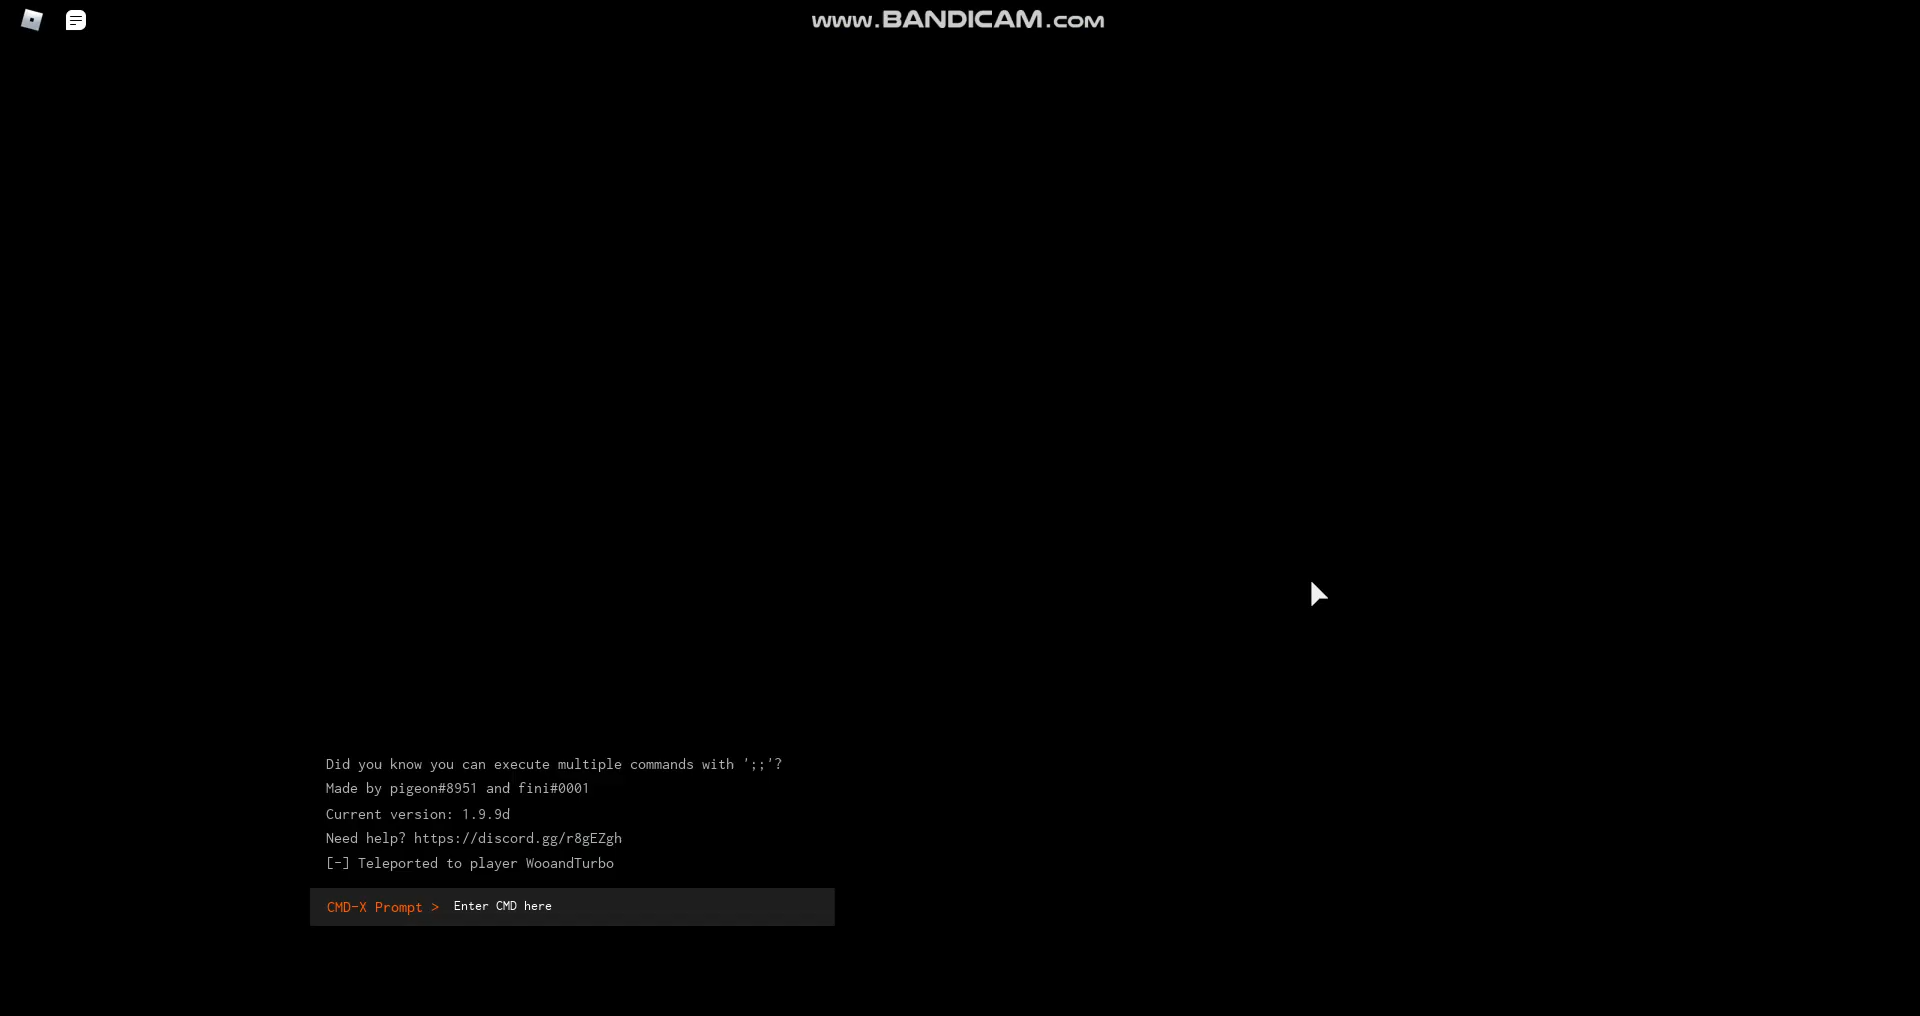 www.BANDICAM.COM
Did you know you can execute multiple commands with ';;'?
Made by pigeon#8951 and fini#0001
Current version: 1.9.9d
Need help? https://discord.gg/r8gEZgh
[-] Teleported to player WooandTurbo
CMD-X Prompt > Enter CMD here